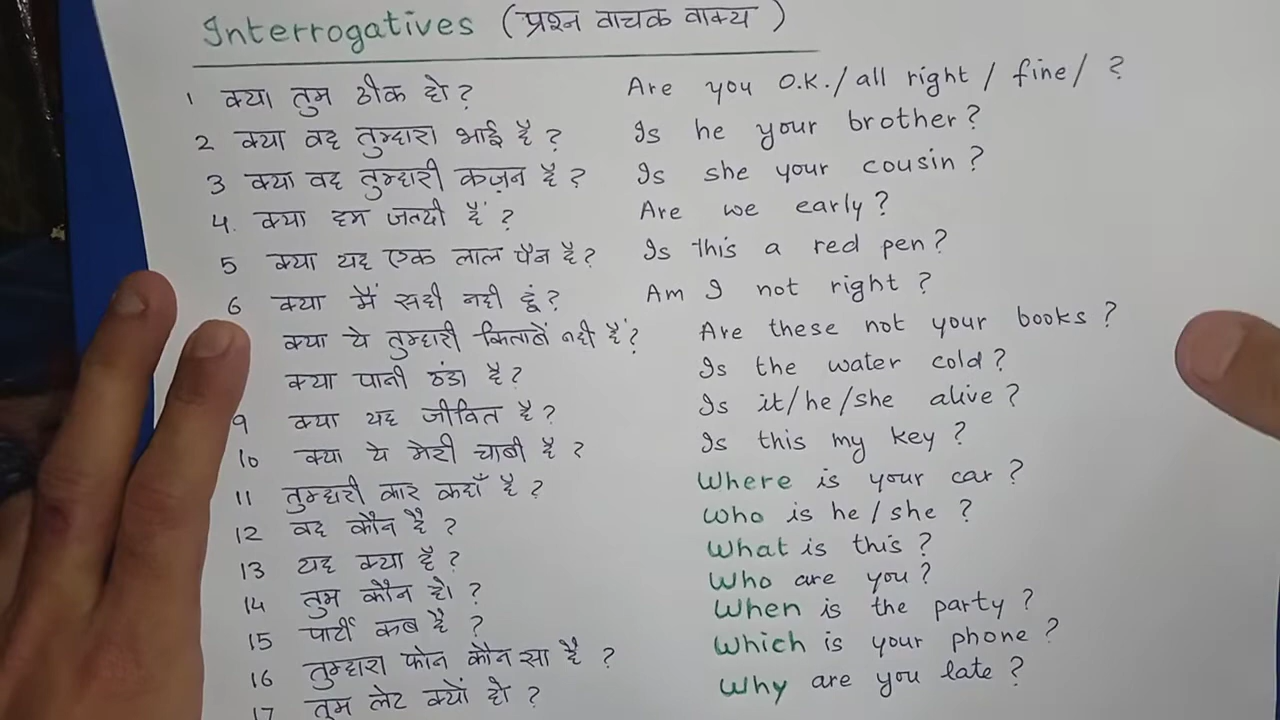 Interrogatives (प्रश्न वाचक वाक्य)
1 क्या तुम ठीक हो? Are you O.K./all right / fine/ ?
2 क्या वह तुम्हारा भाई है? Is he your brother?
3 क्या वह तुम्हारी कज़न है? Is she your cousin?
4. क्या हम जल्दी हैं? Are we early?
5 क्या यह एक लाल पैन है? Is this a red pen?
6 क्या मैं सही नही हूं? Am I not right ?
क्या ये तुम्हारी किताबें नही हैं? Are these not your books ?
क्या पानी ठंडा है? Is the water cold?
9 क्या यह जीवित है? Is it/he/she alive ?
10 क्या ये मेरी चाबी है? Is this my key ?
11 तुम्हारी कार कहाँ है? Where is your car ?
12 वह कौन है? Who is he/she ?
13 यह क्या है? What is this ?
14 तुम कौन हो? Who are you?
15 पार्टी कब है? When is the party ?
16 तुम्हारा फोन कौन सा है ? Which is your phone ?
17 तुम लेट क्यों हो ? Why are you late ?